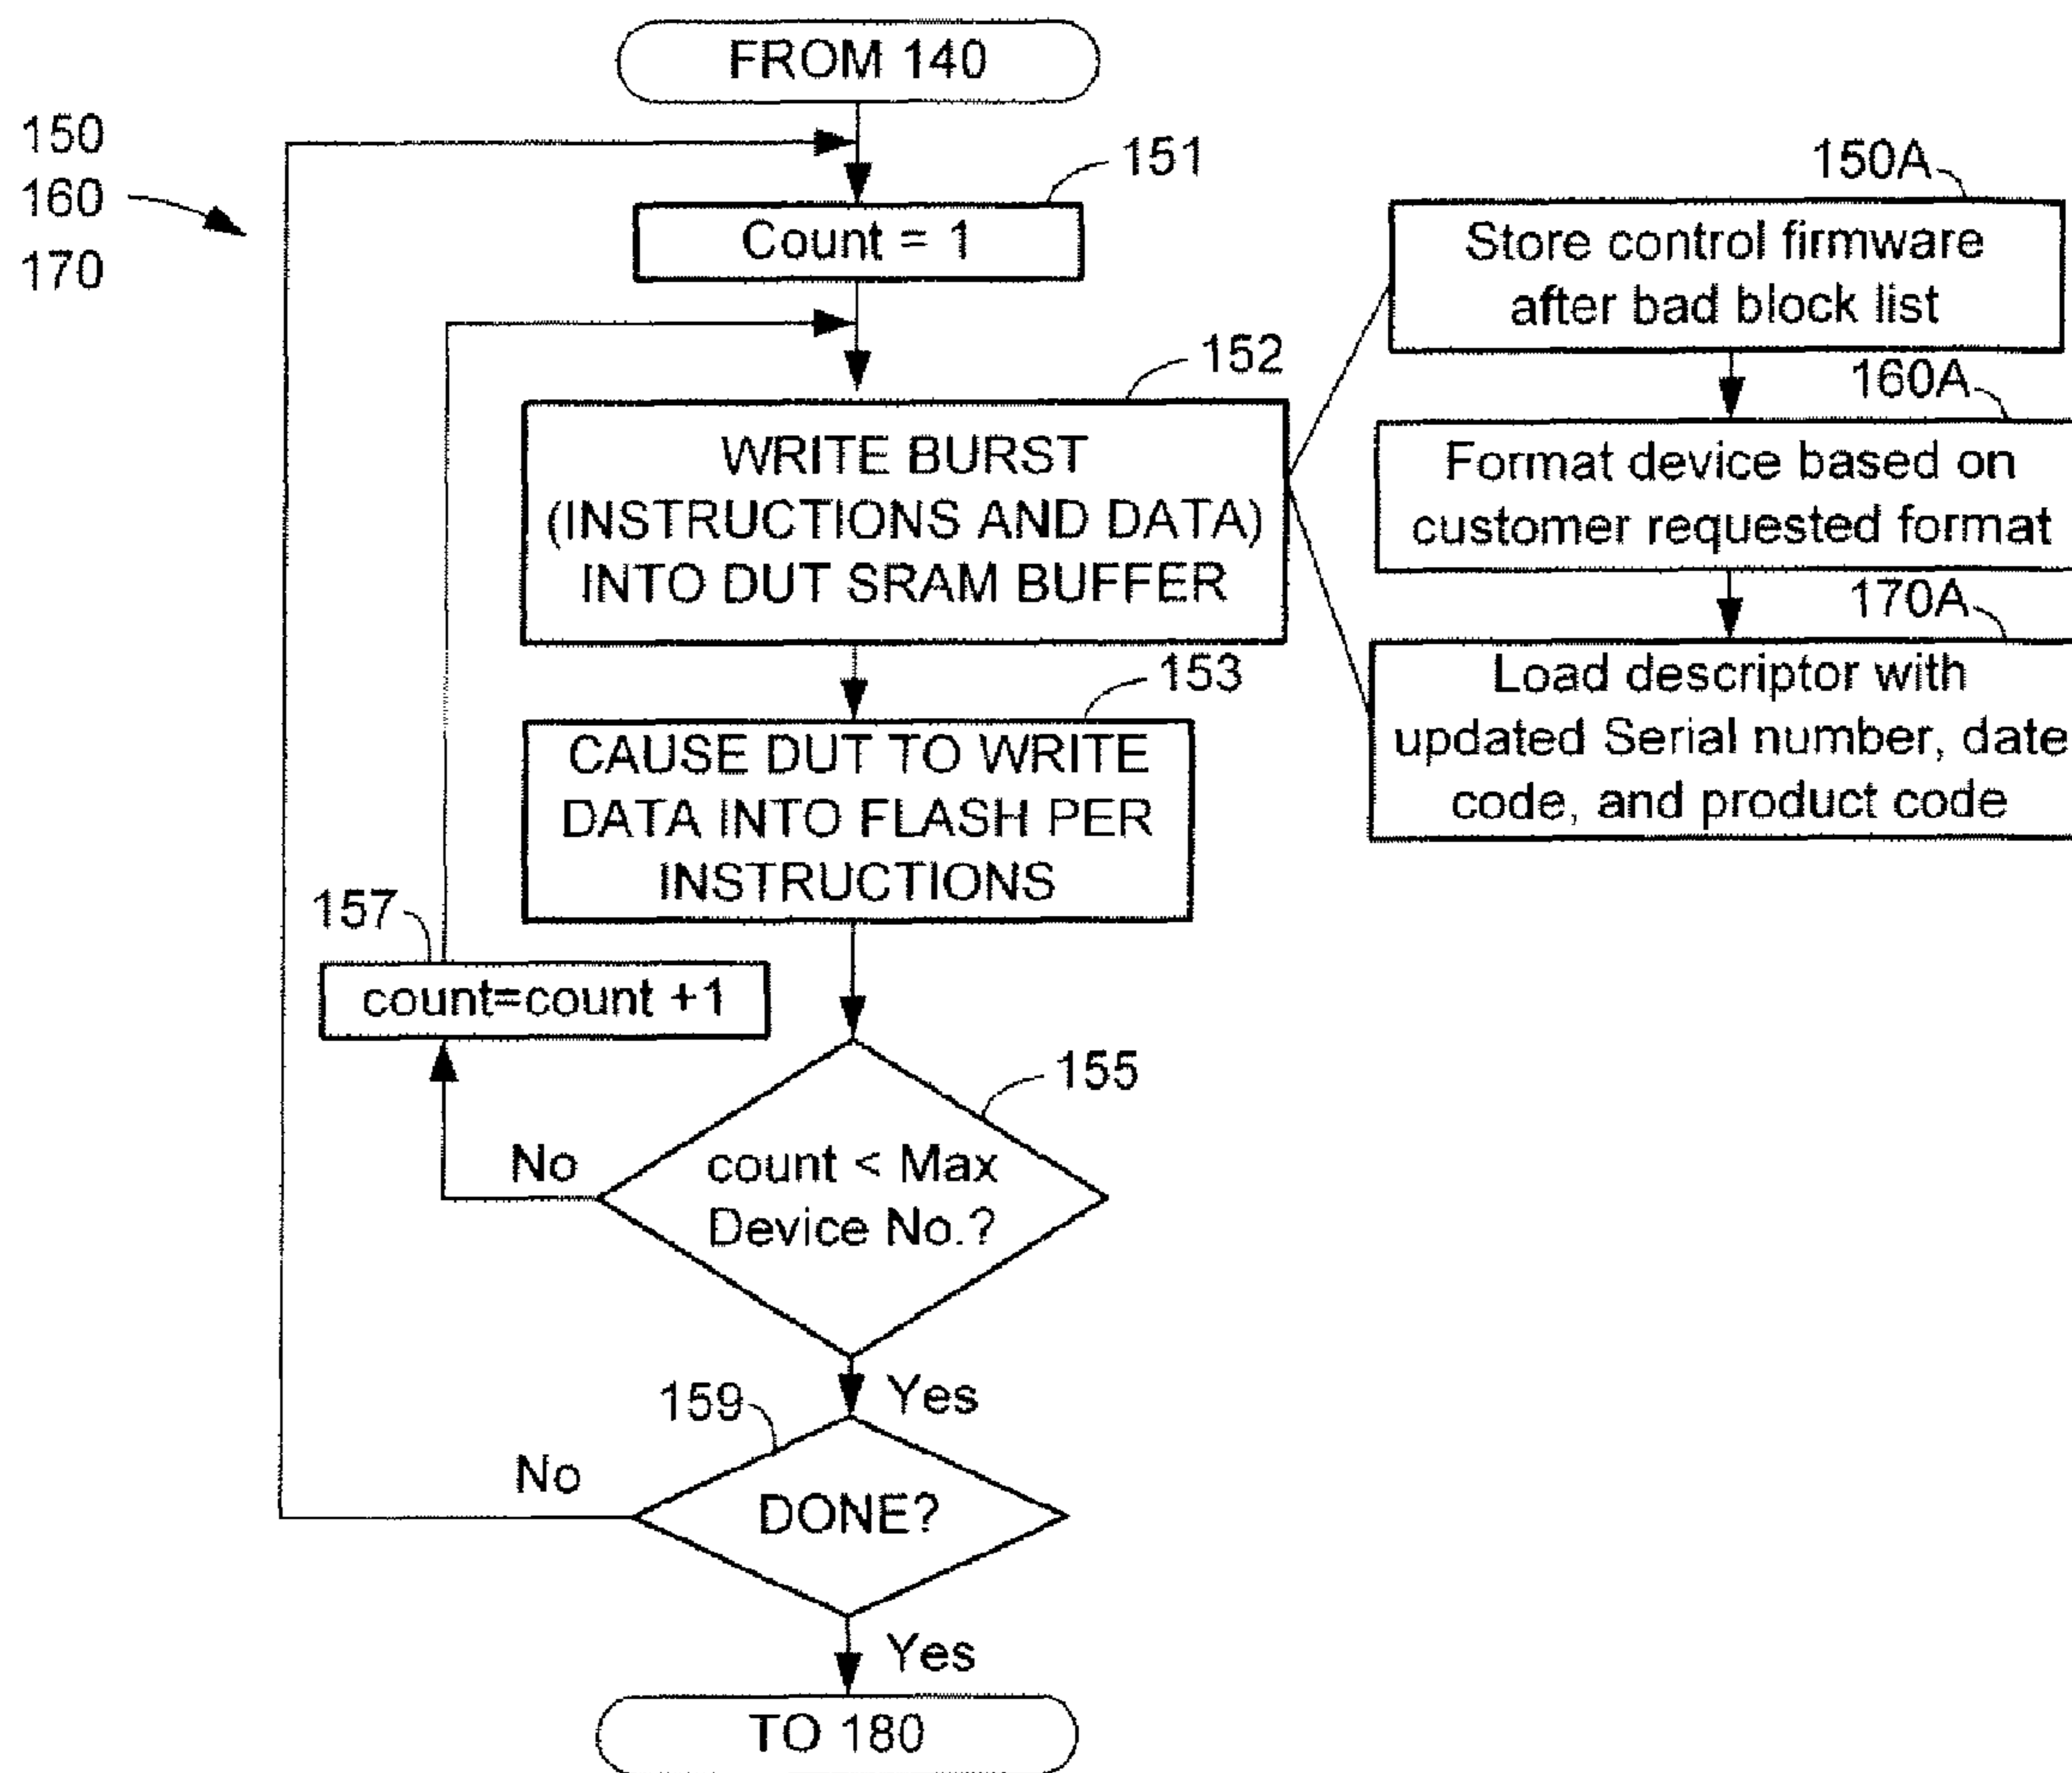 FROM 140
150
160
170
151
Count = 1
152
WRITE BURST
(INSTRUCTIONS AND DATA)
INTO DUT SRAM BUFFER
150A
Store control firmware
after bad block list
160A
Format device based on
customer requested format
170A
Load descriptor with
updated Serial number, date
code, and product code
153
CAUSE DUT TO WRITE
DATA INTO FLASH PER
INSTRUCTIONS
157
count=count +1
155
count < Max
Device No.?
No
Yes
159
DONE?
No
Yes
TO 180